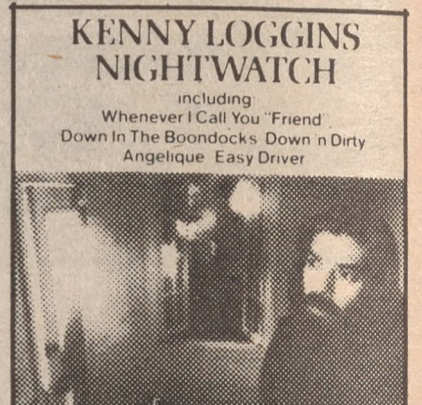 KENNY LOGGINS
NIGHTWATCH
including
Whenever I Call You "Friend"
Down In The Boondocks Down 'n Dirty
Angelique Easy Driver